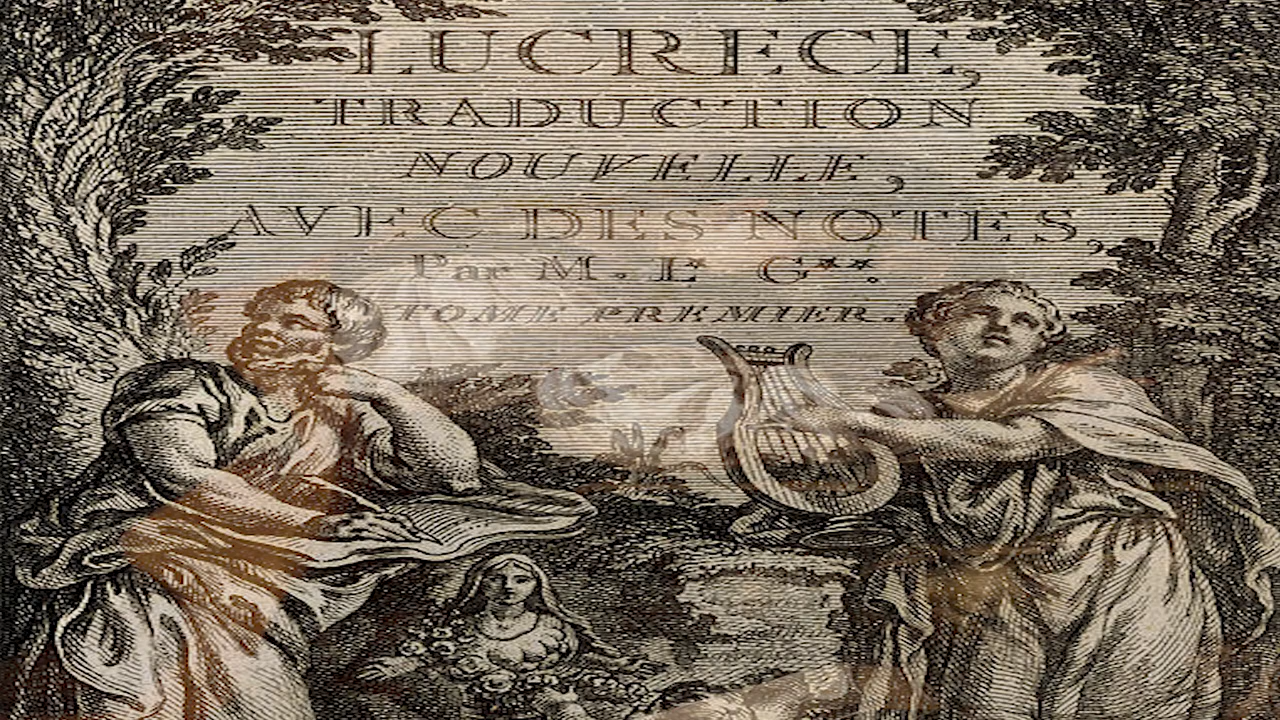 LUCRECE,
TRADUCTION
NOUVELLE,
AVEC DES NOTES,
Par M. L* G***.
TOME PREMIER.